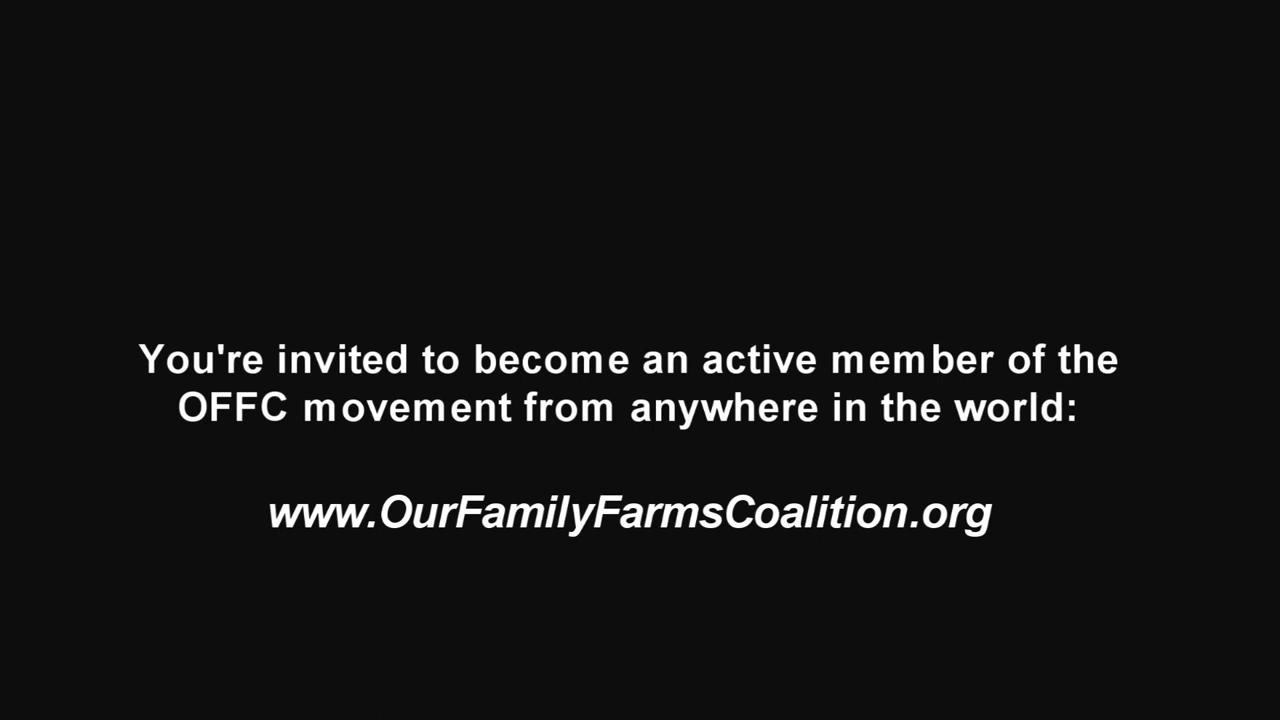 You're invited to become an active member of the
OFFC movement from anywhere in the world:
www.OurFamilyFarmsCoalition.org